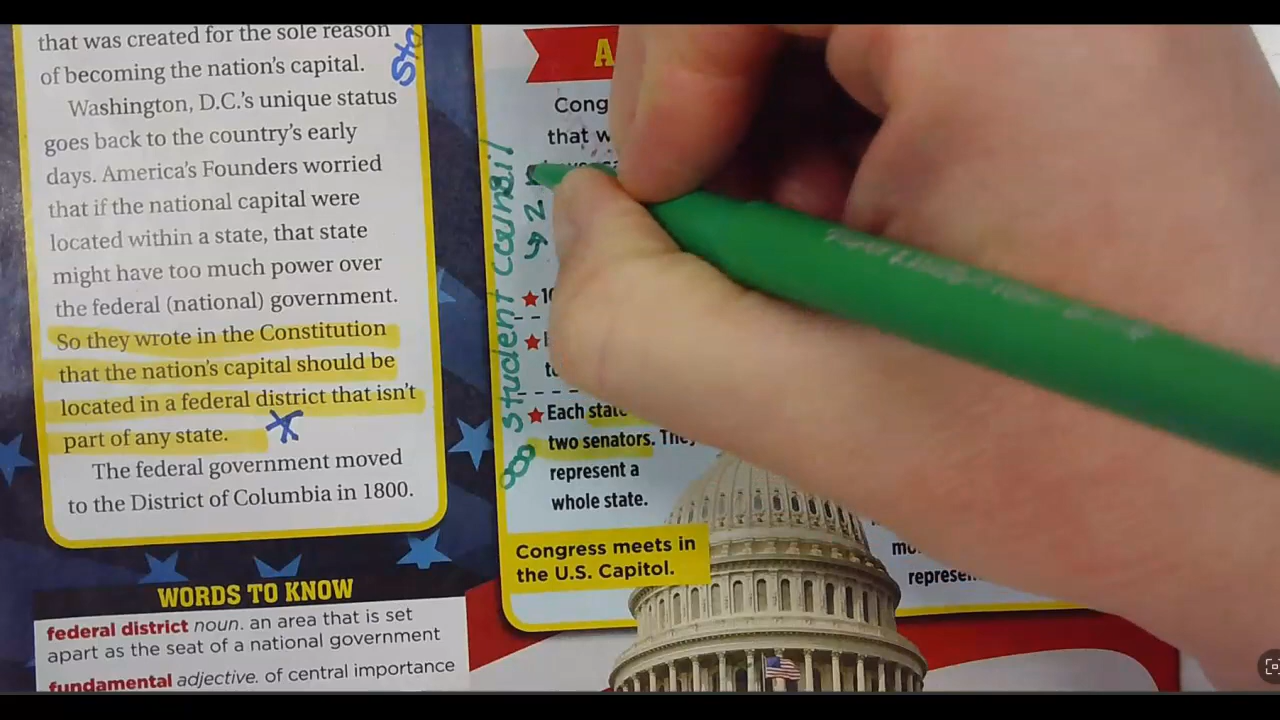 that was created for the sole reason
of becoming the nation's capital.
Washington, D.C.'s unique status
goes back to the country's early
days. America's Founders worried
that if the national capital were
located within a state, that state
might have too much power over
the federal (national) government.
So they wrote in the Constitution
that the nation's capital should be
located in a federal district that isn't
part of any state.
The federal government moved
to the District of Columbia in 1800.
WORDS TO KNOW
federal district noun. an area that is set
apart as the seat of a national government
fundamental adjective. of central importance
A
Cong
that w
★ Each state
two senators. They
represent a
whole state.
Congress meets in
the U.S. Capitol.
student
2